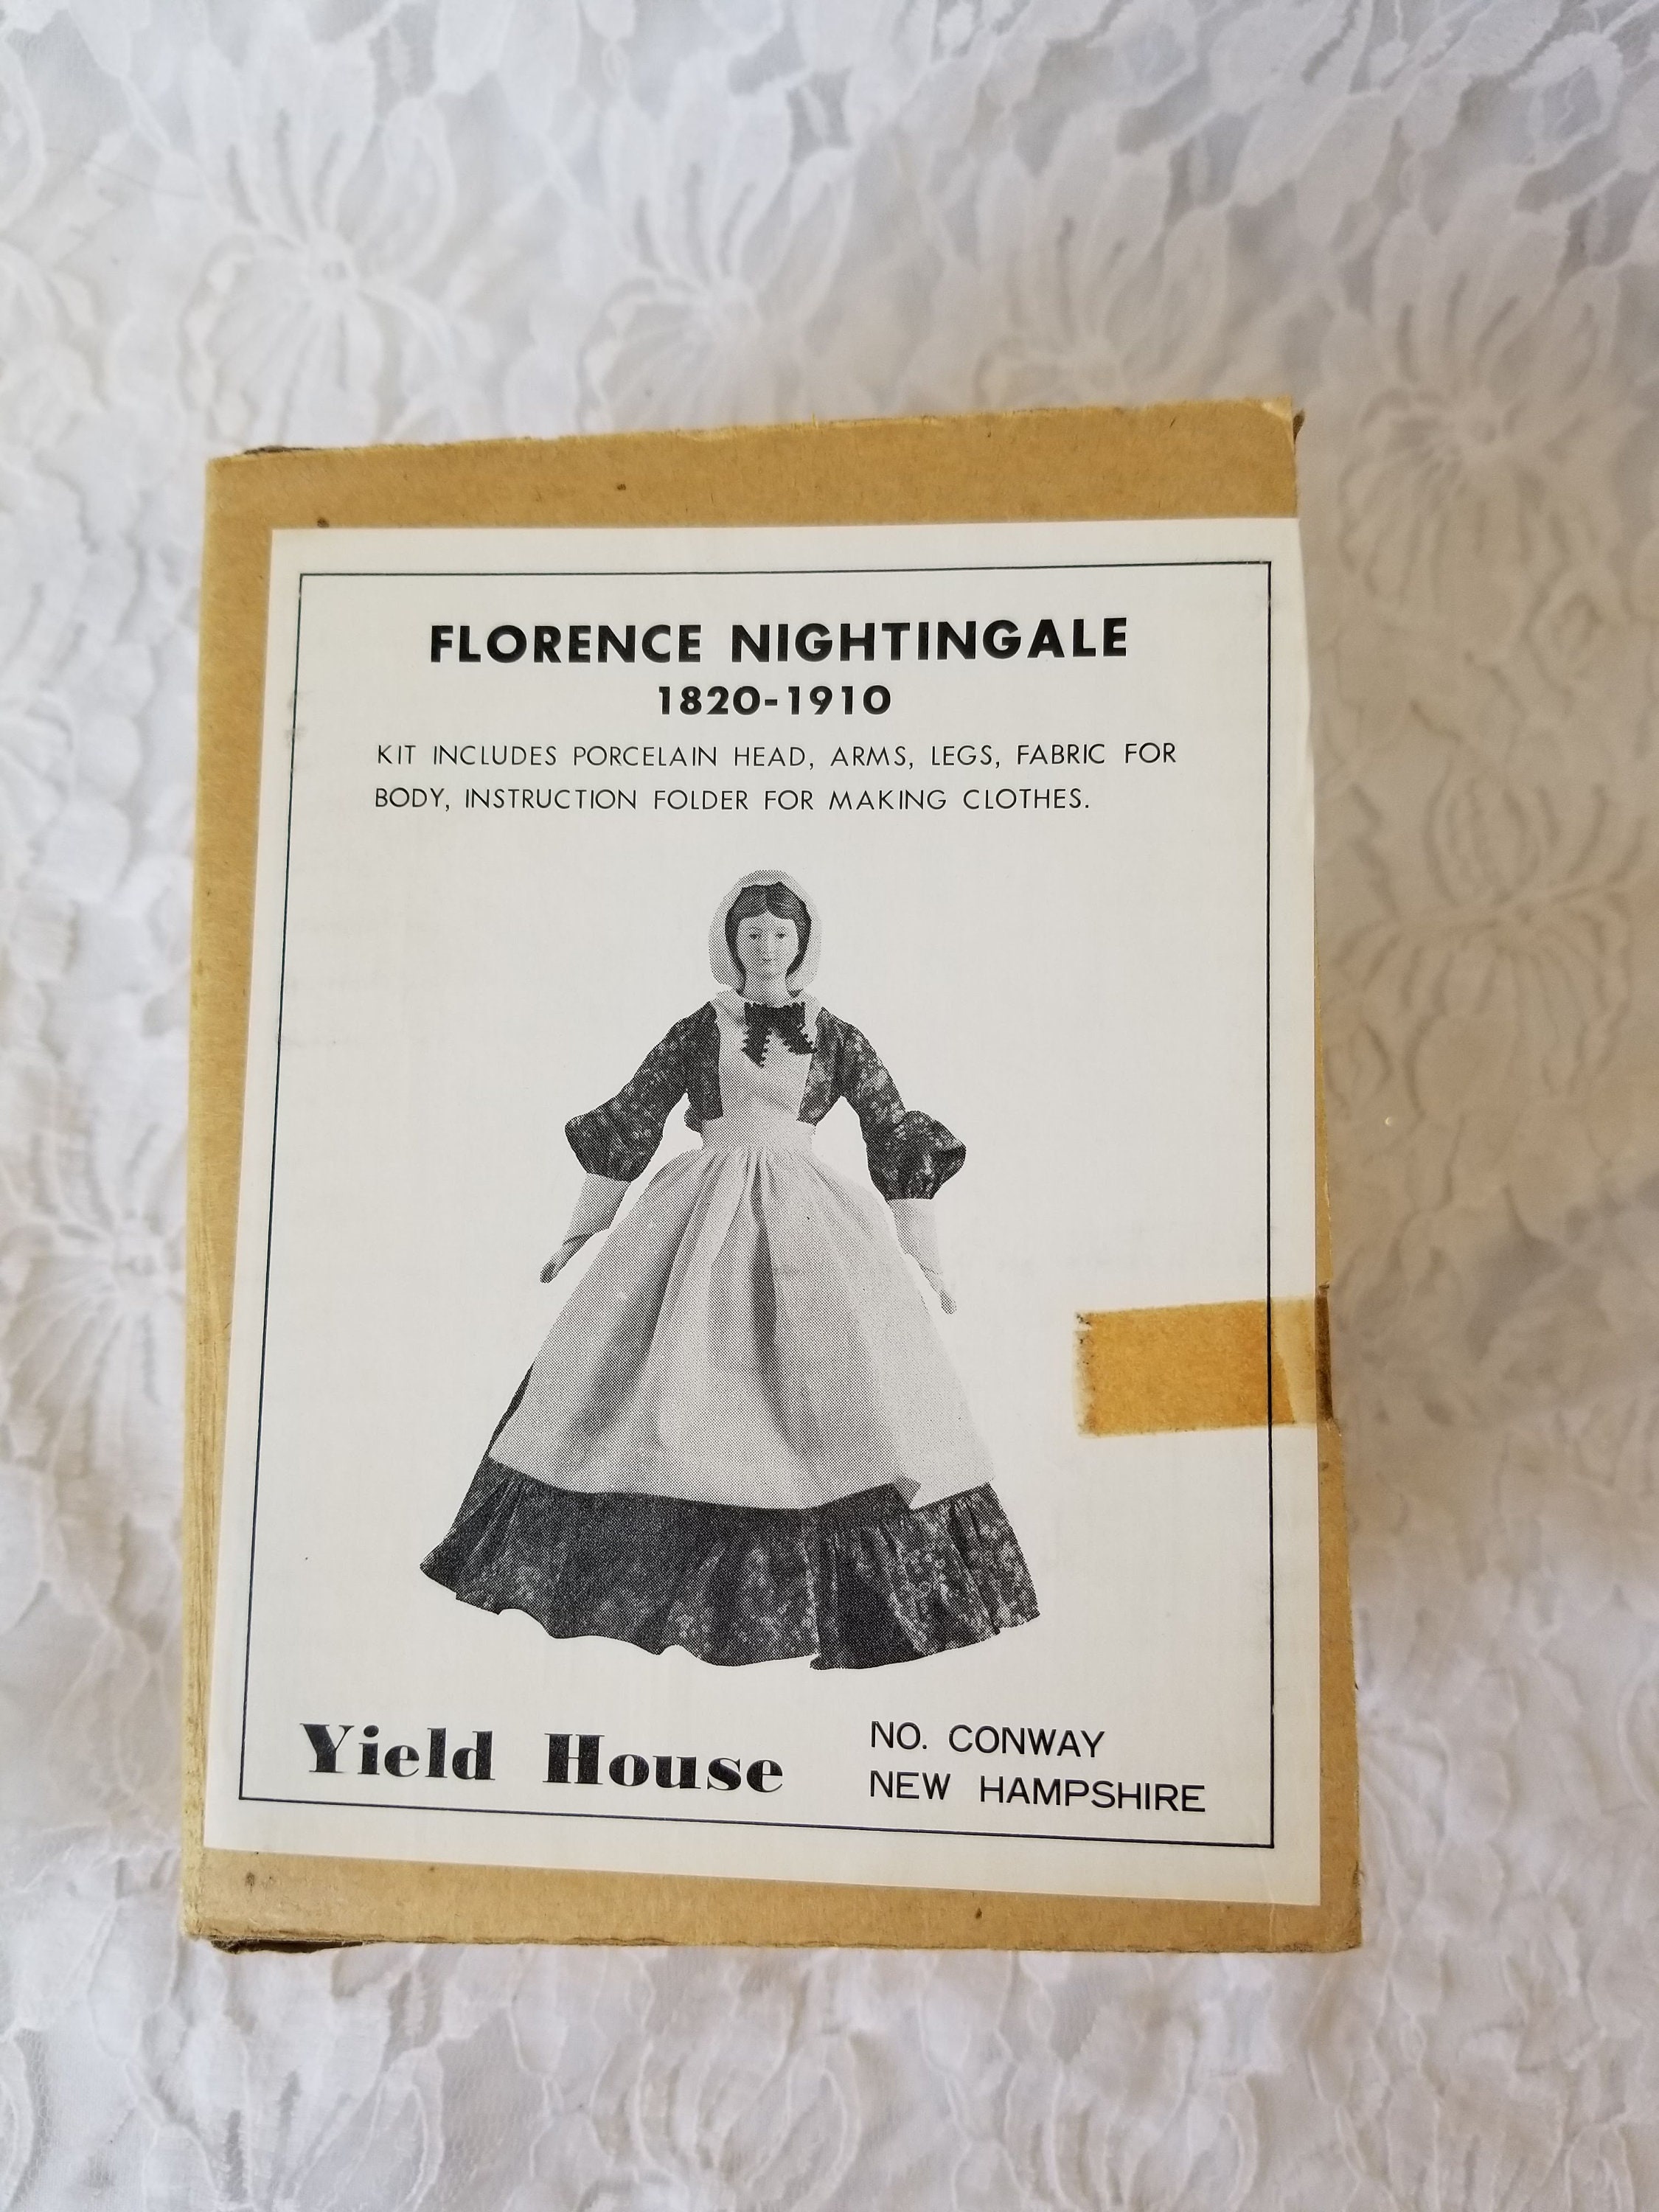 FLORENCE NIGHTINGALE
1820-1910
KIT INCLUDES PORCELAIN HEAD, ARMS, LEGS, FABRIC FOR
BODY, INSTRUCTION FOLDER FOR MAKING CLOTHES.
Yield House
NO. CONWAY
NEW HAMPSHIRE